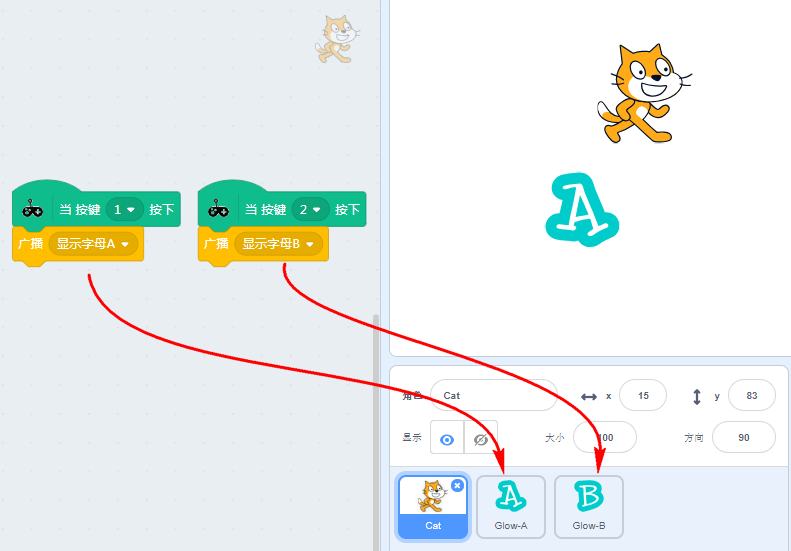 A
当 按键 1 按下
当 按键 2 按下
广播 显示字母A
广播 显示字母B
角色 Cat x 15 y 83
显示 大小 100 方向 90
A B
Cat Glow-A Glow-B